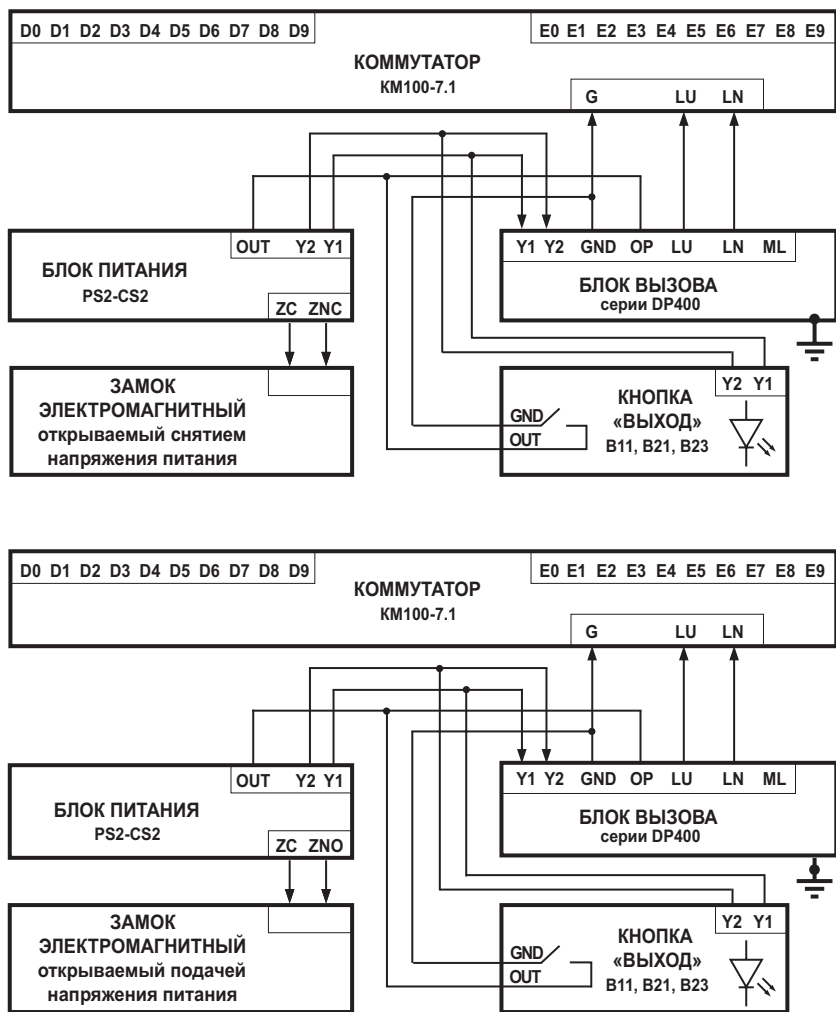 D0 D1 D2 D3 D4 D5 D6 D7 D8 D9
E0 E1 E2 E3 E4 E5 E6 E7 E8 E9
КОММУТАТОР
КМ100-7.1
G LU LN
OUT Y2 Y1
БЛОК ПИТАНИЯ
PS2-CS2
ZC ZNC
Y1 Y2 GND OP LU LN ML
БЛОК ВЫЗОВА
серии DP400
ЗАМОК
ЭЛЕКТРОМАГНИТНЫЙ
открываемый снятием
напряжения питания
Y2 Y1
КНОПКА
«ВЫХОД»
B11, B21, B23
GND
OUT
D0 D1 D2 D3 D4 D5 D6 D7 D8 D9
E0 E1 E2 E3 E4 E5 E6 E7 E8 E9
КОММУТАТОР
КМ100-7.1
G LU LN
OUT Y2 Y1
БЛОК ПИТАНИЯ
PS2-CS2
ZC ZNO
Y1 Y2 GND OP LU LN ML
БЛОК ВЫЗОВА
серии DP400
ЗАМОК
ЭЛЕКТРОМАГНИТНЫЙ
открываемый подачей
напряжения питания
Y2 Y1
КНОПКА
«ВЫХОД»
B11, B21, B23
GND
OUT